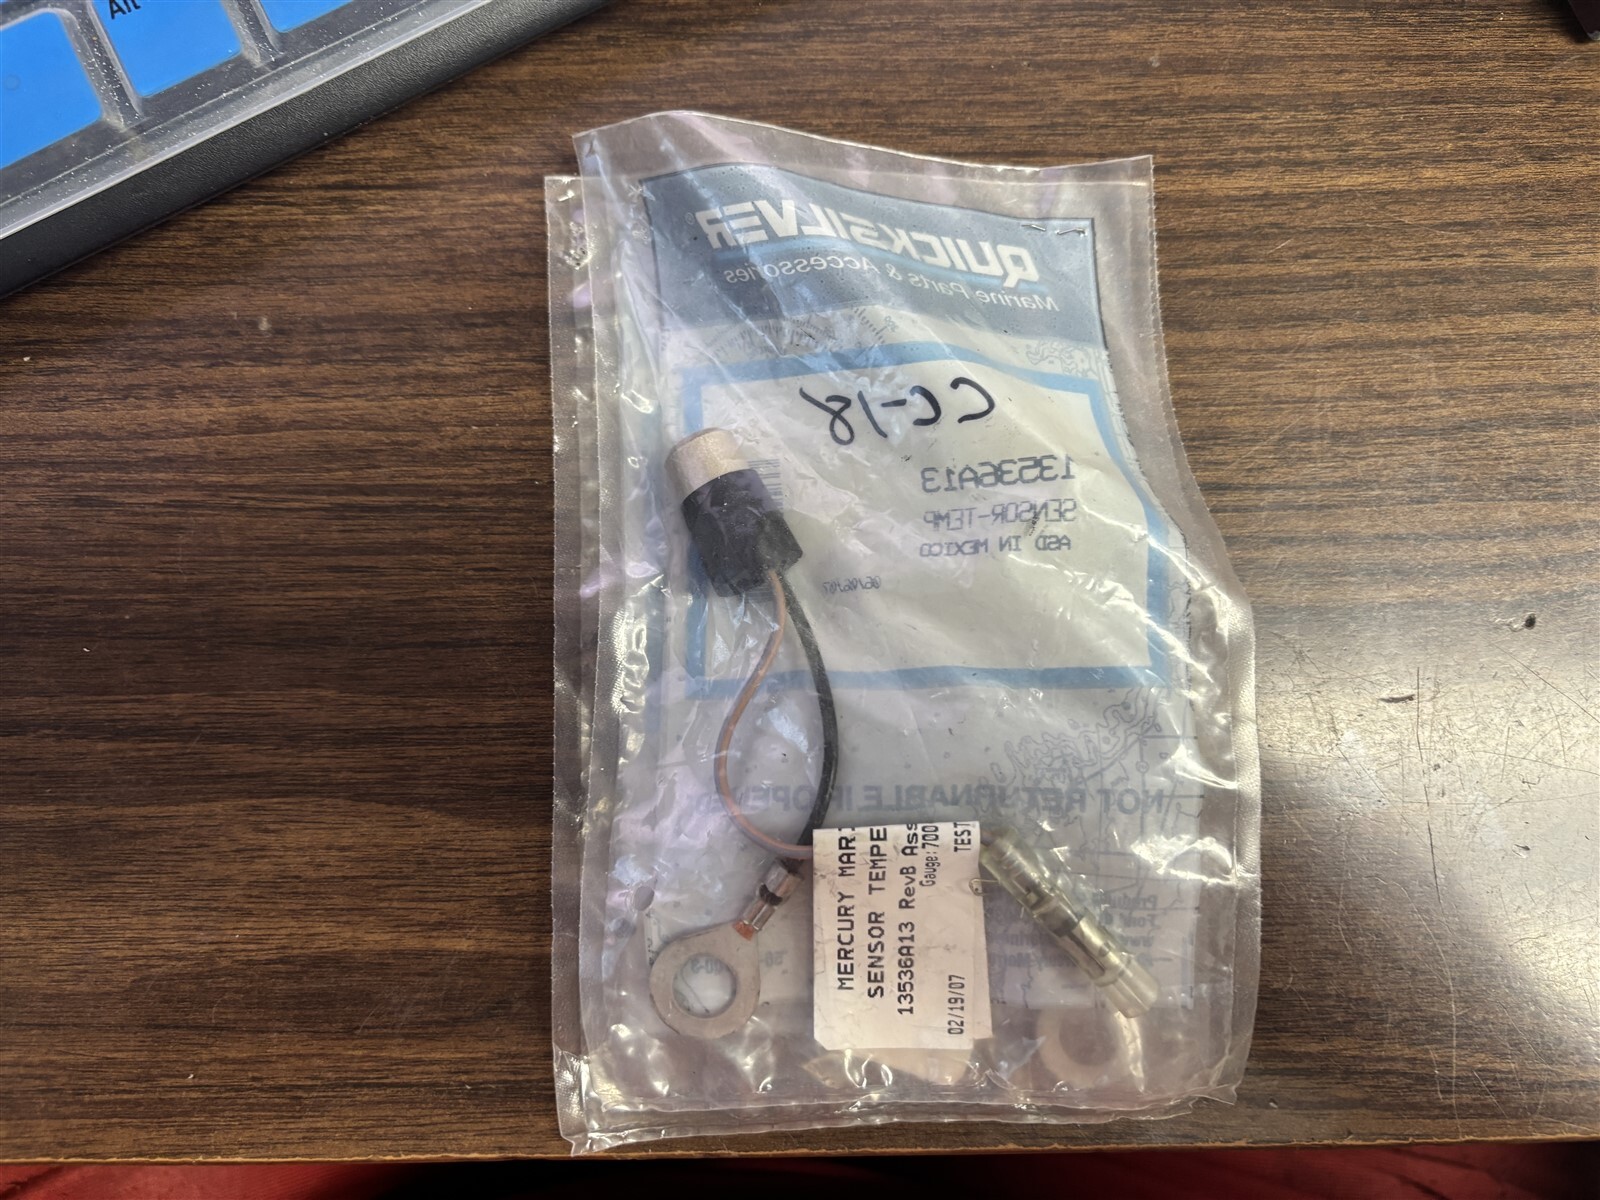 Alt
QUICKSILVER®
Marine Parts & Accessories
CC-18
13536A13
SENSOR-TEMP
ASD IN MEXICO
NOT RETURNABLE IF OPENED
MERCURY MARI
SENSOR TEMPE
13536A13 RevB Ass
Gauge:700
02/19/07 TEST